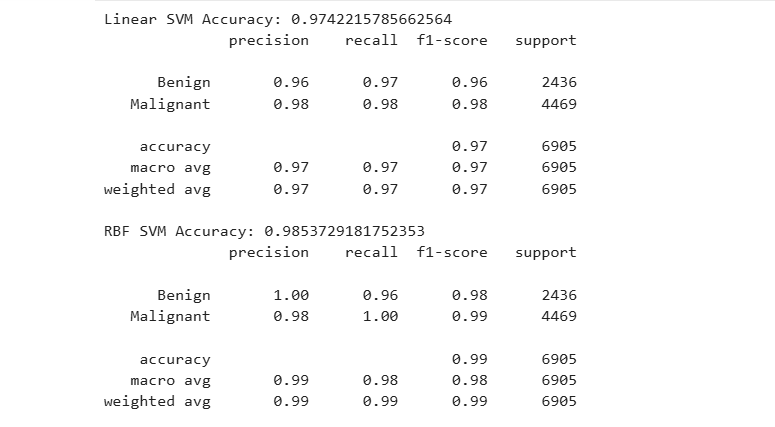 Linear SVM Accuracy: 0.9742215785662564
precision recall f1-score support
Benign 0.96 0.97 0.96 2436
Malignant 0.98 0.98 0.98 4469
accuracy 0.97 6905
macro avg 0.97 0.97 0.97 6905
weighted avg 0.97 0.97 0.97 6905
RBF SVM Accuracy: 0.9853729181752353
precision recall f1-score support
Benign 1.00 0.96 0.98 2436
Malignant 0.98 1.00 0.99 4469
accuracy 0.99 6905
macro avg 0.99 0.98 0.98 6905
weighted avg 0.99 0.99 0.99 6905